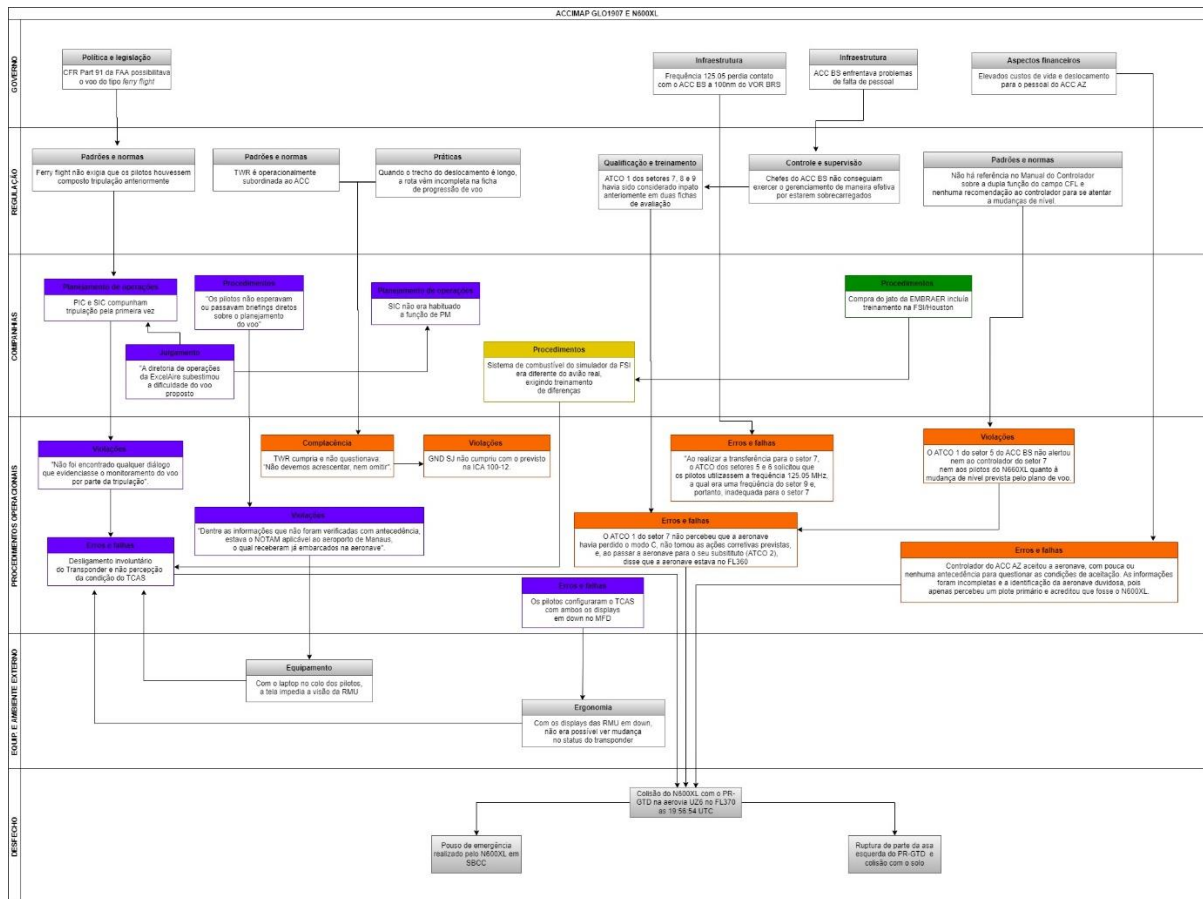 ACCIMAP GLO1907 E N600XL
GOVERNO
Política e legislação
CFR Part 91 da FAA possibilitava
o voo do tipo ferry flight
Infraestrutura
Frequência 125.05 perdia contato
com o ACC BS a 100nm do VOR BRS
Infraestrutura
ACC BS enfrentava problemas
de falta de pessoal
Aspectos financeiros
Elevados custos de vida e deslocamento
para o pessoal do ACC AZ
REGULAÇÃO
Padrões e normas
Ferry flight não exigia que os pilotos houvessem
composto tripulação anteriormente
Padrões e normas
TWR é operacionalmente
subordinada ao ACC
Práticas
Quando o trecho do deslocamento é longo,
a rota vêm incompleta na ficha
de progressão de voo
Qualificação e treinamento
ATCO 1 dos setores 7, 8 e 9
havia sido considerado inpato
anteriormente em duas fichas
de avaliação
Controle e supervisão
Chefes do ACC BS não conseguiam
exercer o gerenciamento de maneira efetiva
por estarem sobrecarregados
Padrões e normas
Não há referência no Manual do Controlador
sobre a dupla função do campo CFL e
nenhuma recomendação ao controlador para se atentar
a mudanças de nível.
COMPANHIAS
Planejamento de operações
PIC e SIC compunham
tripulação pela primeira vez
Procedimentos
"Os pilotos não esperavam
ou passavam briefings diretos
sobre o planejamento
do voo"
Planejamento de operações
SIC não era habituado
a função de PM
Julgamento
"A diretoria de operações
da ExcelAire subestimou
a dificuldade do voo
proposto
Procedimentos
Sistema de combustível do simulador da FSI
era diferente do avião real,
exigindo treinamento
de diferenças
Procedimentos
Compra do jato da EMBRAER incluía
treinamento na FSI/Houston
PROCEDIMENTOS OPERACIONAIS
Violações
"Não foi encontrado qualquer diálogo
que evidenciasse o monitoramento do voo
por parte da tripulação".
Complacência
TWR cumpria e não questionava:
"Não devemos acrescentar, nem omitir".
Violações
GND SJ não cumpriu com o previsto
na ICA 100-12.
Erros e falhas
"Ao realizar a transferência para o setor 7,
o ATCO dos setores 5 e 6 solicitou que
os pilotos utilizassem a frequência 125.05 MHz,
a qual era uma frequência do setor 9 e,
portanto, inadequada para o setor 7
Violações
O ATCO 1 do setor 5 do ACC BS não alertou
nem ao controlador do setor 7
nem aos pilotos do N660XL quanto à
mudança de nível prevista pelo plano de voo.
Violações
"Dentre as informações que não foram verificadas com antecedência,
estava o NOTAM aplicável ao aeroporto de Manaus,
o qual receberam já embarcados na aeronave".
Erros e falhas
Desligamento involuntário
do Transponder e não percepção
da condição do TCAS
Erros e falhas
O ATCO 1 do setor 7 não percebeu que a aeronave
havia perdido o modo C, não tomou as ações corretivas previstas,
e, ao passar a aeronave para o seu substituto (ATCO 2),
disse que a aeronave estava no FL360
Erros e falhas
Controlador do ACC AZ aceitou a aeronave, com pouca ou
nenhuma antecedência para questionar as condições de aceitação. As informações
foram incompletas e a identificação da aeronave duvidosa, pois
apenas percebeu um plote primário e acreditou que fosse o N600XL.
Erros e falhas
Os pilotos configuraram o TCAS
com ambos os displays
em down no MFD
EQUIP. E AMBIENTE EXTERNO
Equipamento
Com o laptop no colo dos pilotos,
a tela impedia a visão da RMU
Ergonomia
Com os displays das RMU em down,
não era possível ver mudança
no status do transponder
DESFECHO
Colisão do N600XL com o PR-
GTD na aerovia UZ6 no FL370
as 19:56:54 UTC
Pouso de emergência
realizado pelo N600XL em
SBCC
Ruptura de parte da asa
esquerda do PR-GTD e
colisão com o solo